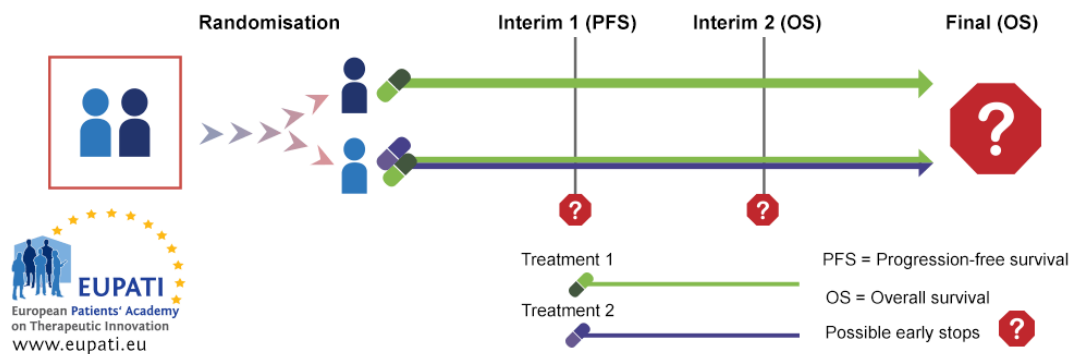 Randomisation
Interim 1 (PFS)
Interim 2 (OS)
Final (OS)
?
?
?
EUPATI
European Patients' Academy
on Therapeutic Innovation
www.eupati.eu
Treatment 1
Treatment 2
PFS = Progression-free survival
OS = Overall survival
Possible early stops
?